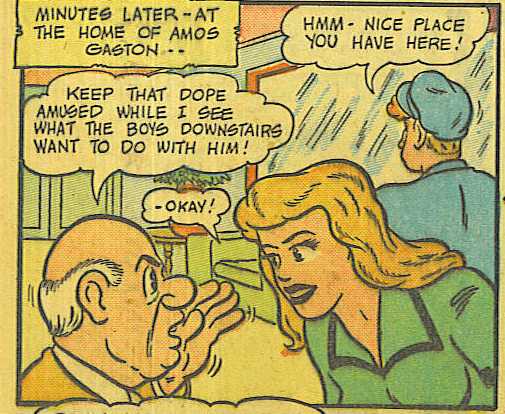 MINUTES LATER - AT
THE HOME OF AMOS
GASTON --
HMM - NICE PLACE
YOU HAVE HERE!
KEEP THAT DOPE
AMUSED WHILE I SEE
WHAT THE BOYS DOWNSTAIRS
WANT TO DO WITH HIM!
-OKAY!